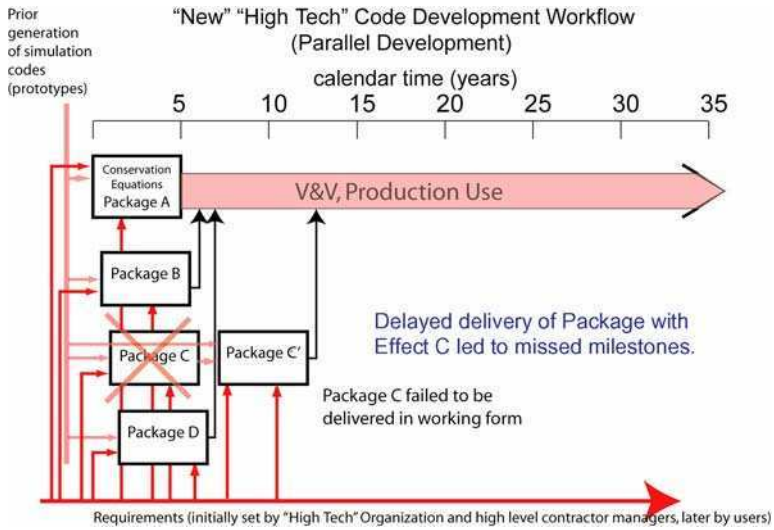 Prior
generation
of simulation
codes
(prototypes)
“New” “High Tech” Code Development Workflow
(Parallel Development)
calendar time (years)
5 10 15 20 25 30 35
Conservation
Equations
Package A
V&V, Production Use
Package B
Package C
Package C’
Delayed delivery of Package with
Effect C led to missed milestones.
Package C failed to be
delivered in working form
Package D
Requirements (initially set by “High Tech” Organization and high level contractor managers, later by users)